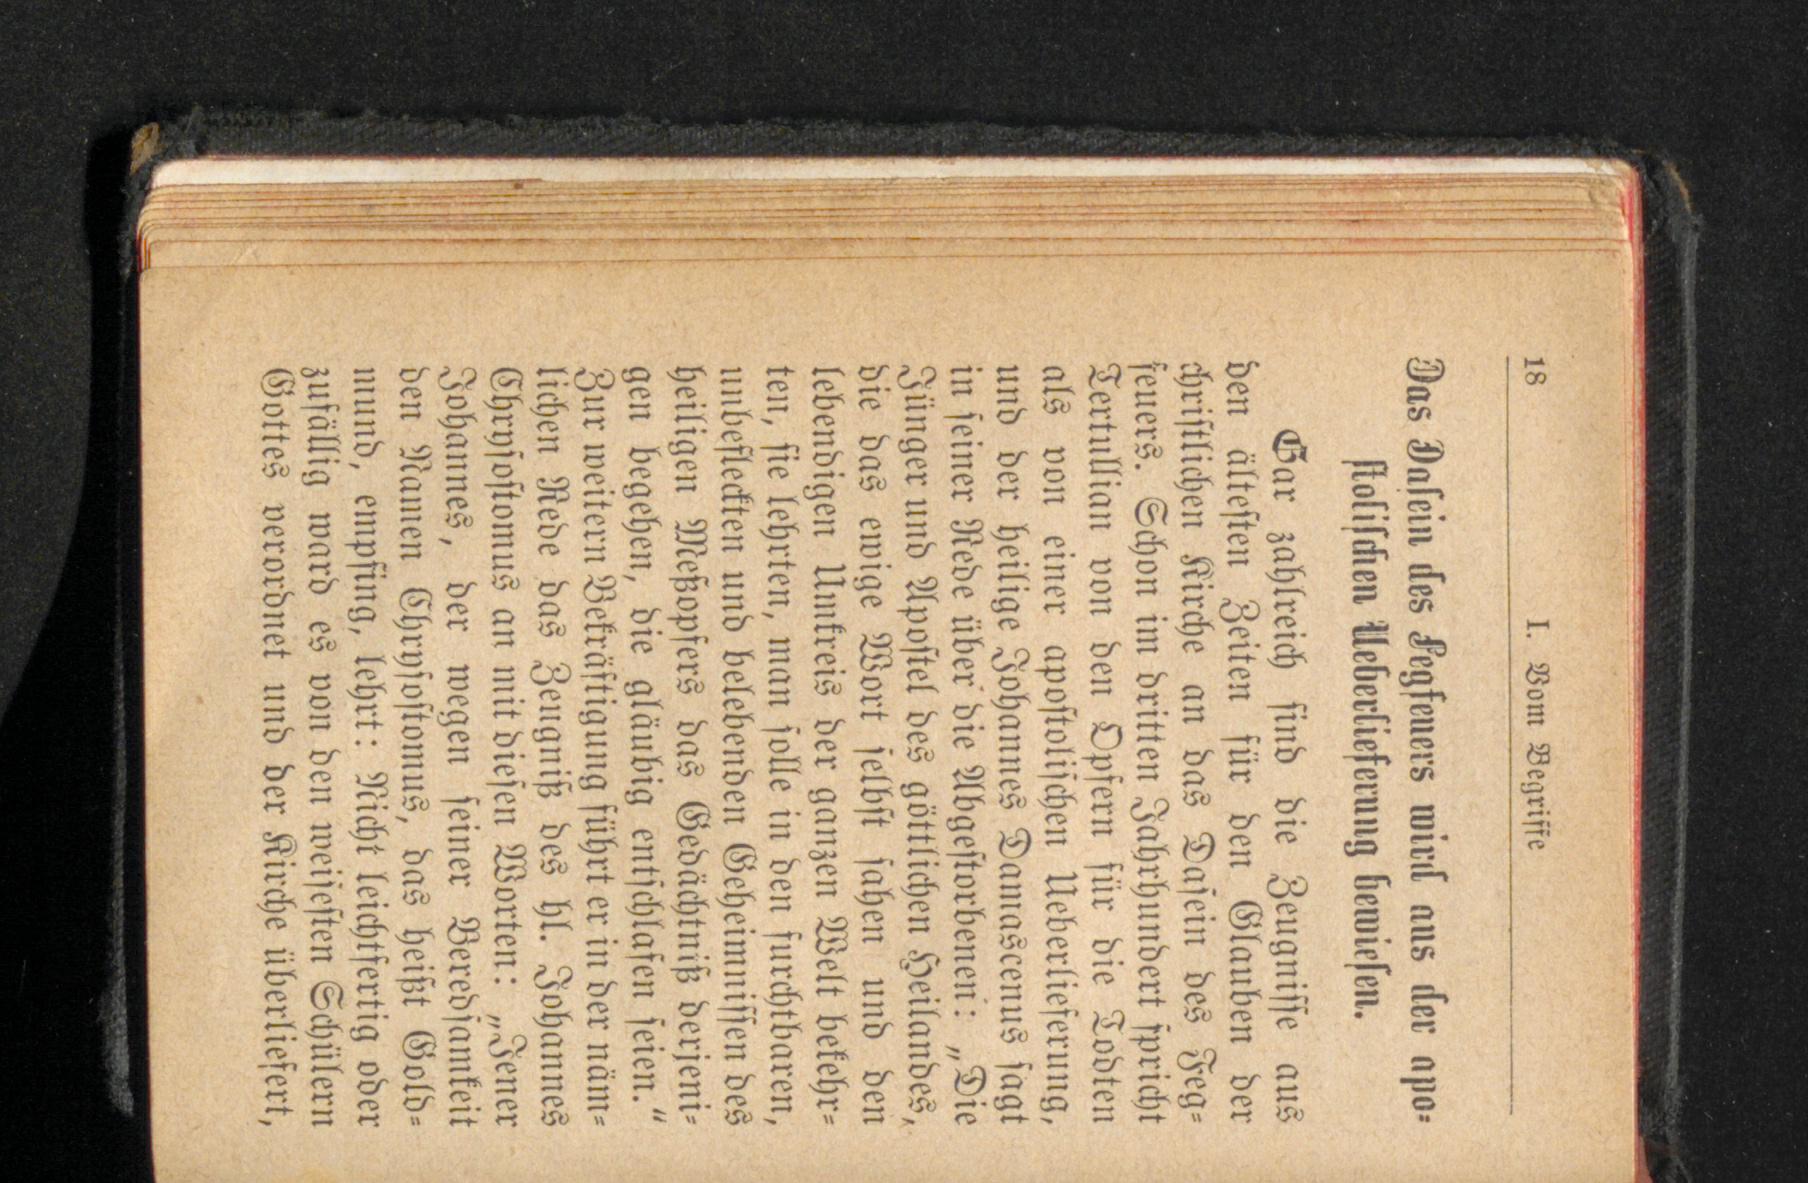 18 I. Vom Begriffe
Das Daſein des Fegfeuers wird aus der apo-
ſtoliſchen Ueberlieferung bewieſen.
Gar zahlreich ſind die Zeugniſſe aus
den älteſten Zeiten für den Glauben der
chriſtlichen Kirche an das Daſein des Feg-
feuers. Schon im dritten Jahrhundert ſpricht
Tertullian von den Opfern für die Todten
als von einer apoſtoliſchen Ueberlieferung,
und der heilige Johannes Damascenus ſagt
in ſeiner Rede über die Abgeſtorbenen: „Die
Jünger und Apoſtel des göttlichen Heilandes,
die das ewige Wort ſelbſt ſahen und den
lebendigen Umkreis der ganzen Welt bekehr-
ten, ſie lehrten, man ſolle in den furchtbaren,
unbefleckten und belebenden Geheimniſſen des
heiligen Meßopfers das Gedächtniß derjeni-
gen begehen, die gläubig entſchlafen ſeien.“
Zur weitern Bekräftigung führt er in der näm-
lichen Rede das Zeugniß des hl. Johannes
Chryſoſtomus an mit dieſen Worten: „Jener
Johannes, der wegen ſeiner Beredſamkeit
den Namen Chryſoſtomus, das heißt Gold-
mund, empfing, lehrt: Nicht leichtfertig oder
zufällig ward es von den weiſeſten Schülern
Gottes verordnet und der Kirche überliefert,